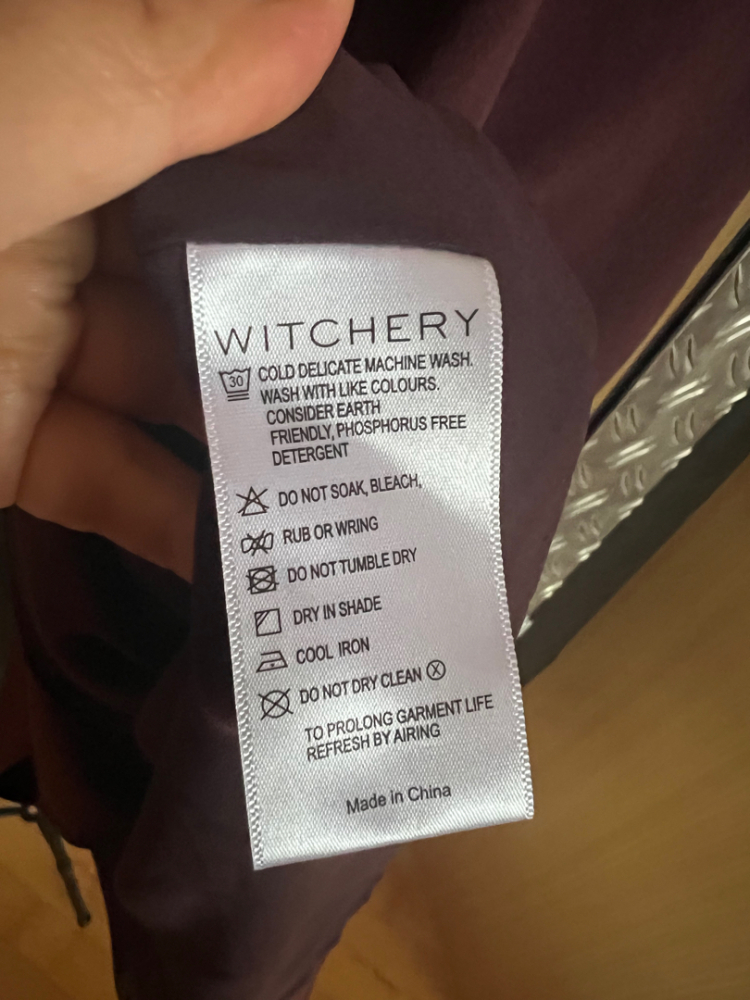 WITCHERY
30 COLD DELICATE MACHINE WASH.
WASH WITH LIKE COLOURS.
CONSIDER EARTH
FRIENDLY, PHOSPHORUS FREE
DETERGENT
DO NOT SOAK, BLEACH,
RUB OR WRING
DO NOT TUMBLE DRY
DRY IN SHADE
COOL IRON
DO NOT DRY CLEAN Ⓧ
TO PROLONG GARMENT LIFE
REFRESH BY AIRING
Made in China